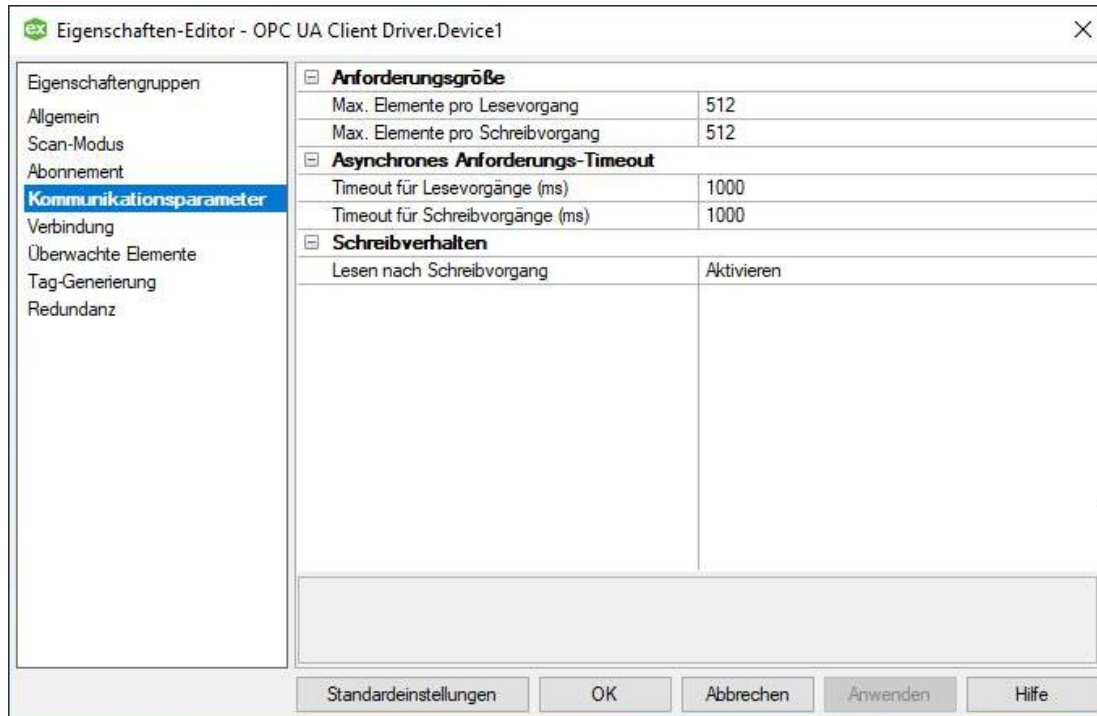 ex Eigenschaften-Editor - OPC UA Client Driver.Device1
Eigenschaftengruppen
Allgemein
Scan-Modus
Abonnement
Kommunikationsparameter
Verbindung
Überwachte Elemente
Tag-Generierung
Redundanz
Anforderungsgröße
Max. Elemente pro Lesevorgang 512
Max. Elemente pro Schreibvorgang 512
Asynchrones Anforderungs-Timeout
Timeout für Lesevorgänge (ms) 1000
Timeout für Schreibvorgänge (ms) 1000
Schreibverhalten
Lesen nach Schreibvorgang Aktivieren
Standardeinstellungen OK Abbrechen Anwenden Hilfe